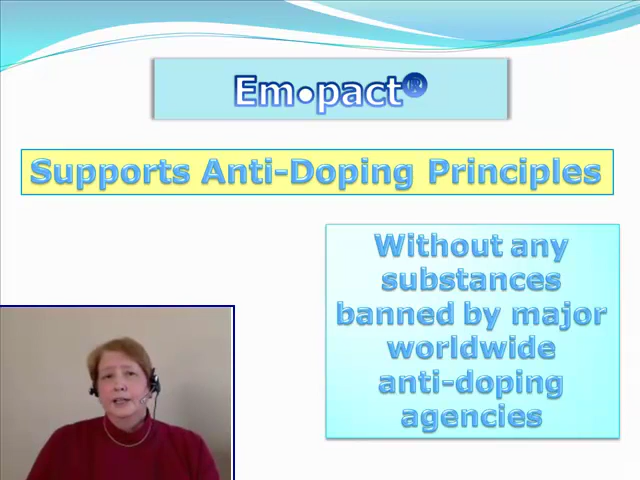 Em•pact®
Supports Anti-Doping Principles
Without any
substances
banned by major
worldwide
anti-doping
agencies